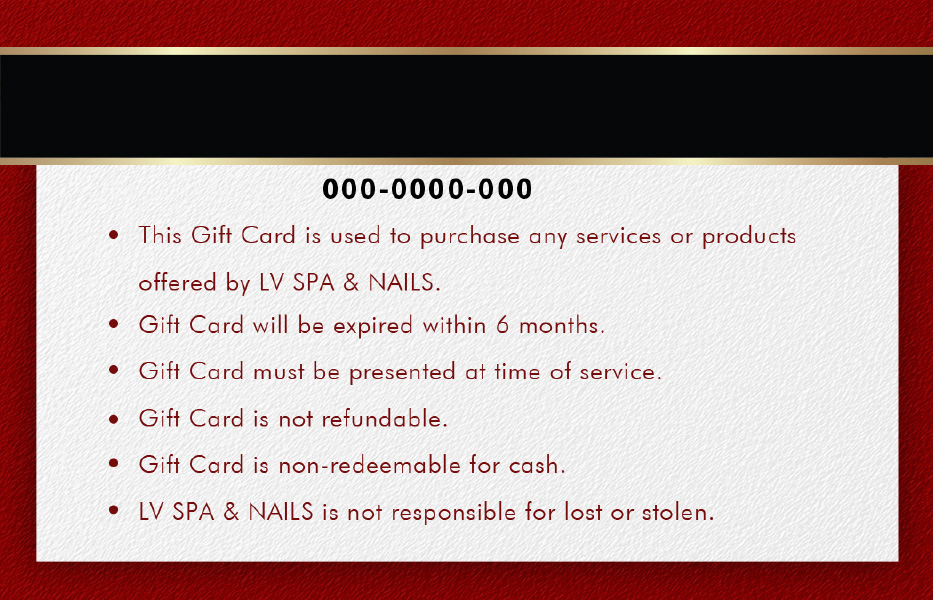 000-0000-000
• This Gift Card is used to purchase any services or products
offered by LV SPA & NAILS.
• Gift Card will be expired within 6 months.
• Gift Card must be presented at time of service.
• Gift Card is not refundable.
• Gift Card is non-redeemable for cash.
• LV SPA & NAILS is not responsible for lost or stolen.